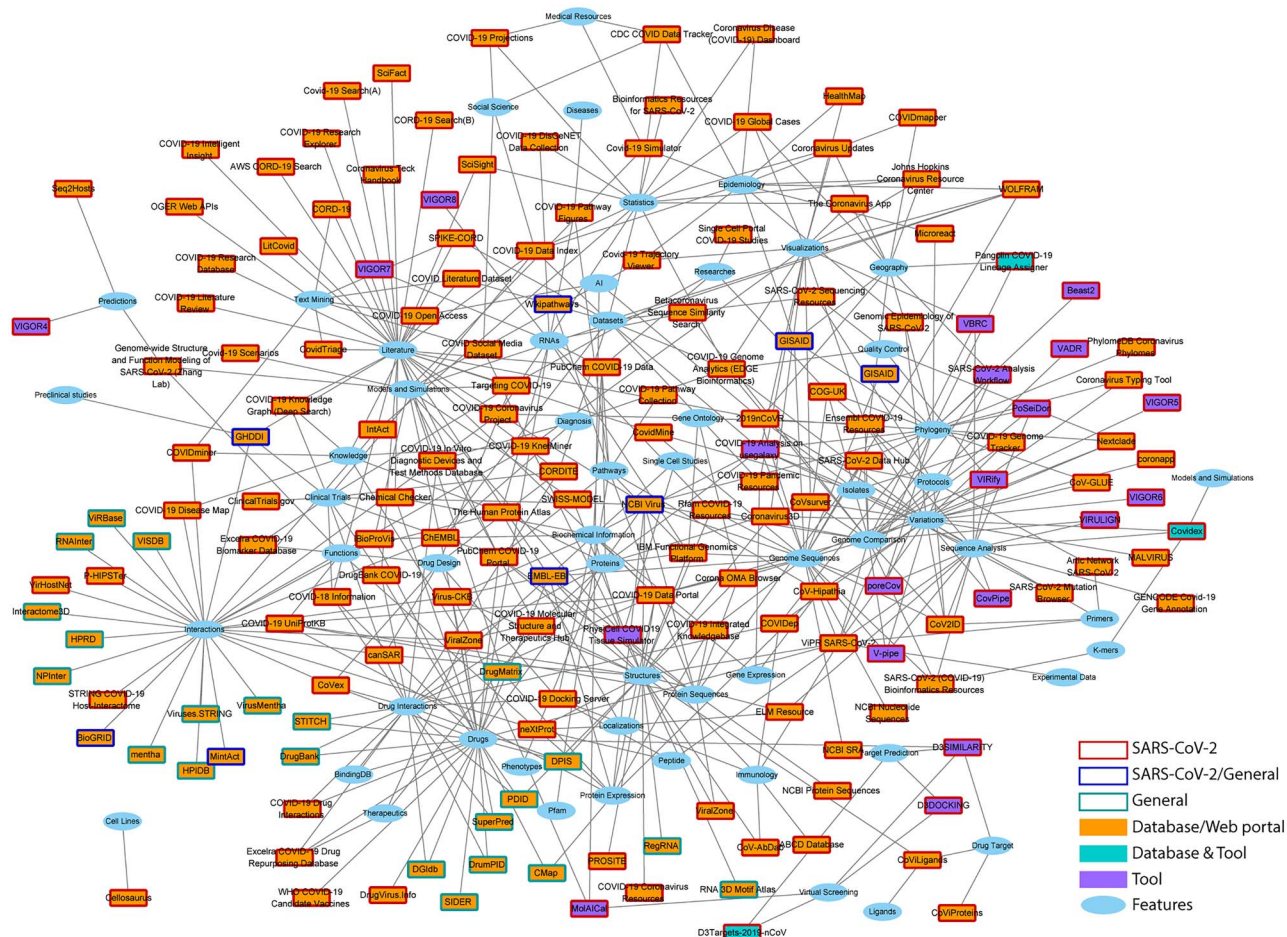 Medical Resources
COVID-19 Projections
CDC COVID Data Tracker
Coronavirus Disease
(COVID-19) Dashboard
SciFact
Covid-19 Search(A)
Social Science
Diseases
Bioinformatics Resources
for SARS-CoV-2
HealthMap
CORD-19 Search(B)
COVID-19 Global Cases
COVIDmapper
COVID-19 Research
Explorer
COVID-19 DisGeNET
Data Collection
Covid-19 Simulator
Coronavirus Updates
COVID-19 Intelligent
Insight
AWS CORD-19 Search
Coronavirus Teck
Handbook
SciSight
Johns Hopkins
Coronavirus Resource
Center
Seq2Hosts
VIGOR8
Statistics
Epidemiology
WOLFRAM
OGER Web APIs
CORD-19
COVID-19 Pathway
Figures
The Coronavirus App
LitCovid
SPIKE-CORD
COVID-19 Data Index
Single Cell Portal
COVID-19 Studies
Visualizations
Microreact
COVID-19 Research
Database
VIGOR7
Covid-19 Trajectory
Viewer
Researches
Geography
Pangolin COVID-19
Lineage Assigner
COVID Literature Dataset
AI
Predictions
COVID-19 Literature
Review
Text Mining
Wikipathways
SARS-CoV-2 Sequencing
Resources
Beast2
COVID-19 Open Access
Datasets
Betacoronavirus
Sequence Similarity
Search
Genomic Epidemiology of
SARS-CoV-2
VIGOR4
VBRC
CovidTriage
Literature
RNAs
GISAID
Quality Control
VADR
Genome-wide Structure
and Function Modeling of
SARS-CoV-2 (Zhang
Lab)
Covid-19 Scenarios
COVID Social Media
Dataset
PubChem COVID-19 Data
COVID-19 Genome
Analytics (EDGE
Bioinformatics)
GISAID
SARS-CoV-2 Analysis
Workflow
PhylomeDB Coronavirus
Phylomes
Coronavirus Typing Tool
Preclinical studies
Models and Simulations
Targeting COVID-19
COVID-19 Pathway
Collection
COG-UK
VIGOR5
COVID-19 Knowledge
Graph (Deep Search)
COVID-19 Coronavirus
Project
Diagnosis
Gene Ontology
2019nCoVR
Ensembl COVID-19
Resources
PoSeiDon
GHDDI
IntAct
CovidMine
Phylogeny
COVID-19 Genome
Tracker
Nextclade
COVIDminer
Knowledge
COVID-19 In Vitro
Diagnostic Devices and
Test Methods Database
COVID-19 KnetMiner
COVID-19 Analysis on
usegalaxy
SARS-CoV-2 Data Hub
coronapp
CORDITE
Pathways
Single Cell Studies
COVID-19 Pandemic
Resources
Isolates
Protocols
VIRify
CoV-GLUE
Models and Simulations
ClinicalTrials.gov
Clinical Trials
Chemical Checker
SWISS-MODEL
NCBI Virus
Rfam COVID-19
Resources
CoVsurver
VIGOR6
COVID-19 Disease Map
The Human Protein Atlas
Coronavirus3D
Variations
VIRULIGN
Covidex
ViRBase
Excelra COVID-19
Biomarker Database
BioProVis
ChEMBL
Biochemical Information
Genome Comparison
RNAInter
VISDB
Functions
PubChem COVID-19
Portal
IBM Functional Genomics
Platform
Genome Sequences
Sequence Analysis
MALVIRUS
Drug Design
Proteins
Artic Network
SARS-CoV-2
P-HIPSTer
DrugBank COVID-19
EMBL-EBI
Corona OMA Browser
VirHostNet
COVID-18 Information
Virus-CKB
COVID-19 Data Portal
CoV-Hipathia
poreCov
CovPipe
SARS-CoV-2 Mutation
Browser
GENCODE Covid-19
Gene Annotation
Interactome3D
Interactions
COVID-19 UniProtKB
COVID-19 Molecular
Structure and
Therapeutics Hub
PhysiCell COVID19
Tissue Simulator
COVID-19 Integrated
Knowledgebase
COVIDep
CoV2ID
Primers
HPRD
ViralZone
ViPR SARS-CoV-2
V-pipe
K-mers
NPInter
icanSAR
DrugMatrix
Structures
Gene Expression
Experimental Data
STRING COVID-19
Host-Interactome
CoVex
COVID-19 Docking Server
Protein Sequences
SARS-CoV-2 (COVID-19)
Bioinformatics Resources
VirusMentha
Drug Interactions
Viruses.STRING
STITCH
neXtProt
Localizations
ELM Resource
NCBI Nucleotide
Sequences
BioGRID
mentha
MintAct
DrugBank
Drugs
NCBI SRA
Target Prediction
D3SIMILARITY
HPIDB
BindingDB
Phenotypes
DPIS
Peptide
Immunology
SARS-CoV-2
SARS-CoV-2/General
General
Database/Web portal
Database & Tool
Tool
Features
COVID-19 Drug
Interactions
Therapeutics
PDID
Pfam
Protein Expression
ViralZone
NCBI Protein Sequences
D3DOCKING
Cell Lines
SuperPred
Excelra COVID-19 Drug
Repurposing Database
DGIdb
DrumPID
CMap
PROSITE
RegRNA
CoV-AbDab
ABCD Database
CoViLigands
Drug Target
Cellosaurus
WHO COVID-19
Candidate Vaccines
DrugVirus.Info
SIDER
MolAICal
COVID-19 Coronavirus
Resources
RNA 3D Motif Atlas
Virtual Screening
Ligands
CoViProteins
D3Targets-2019-nCoV